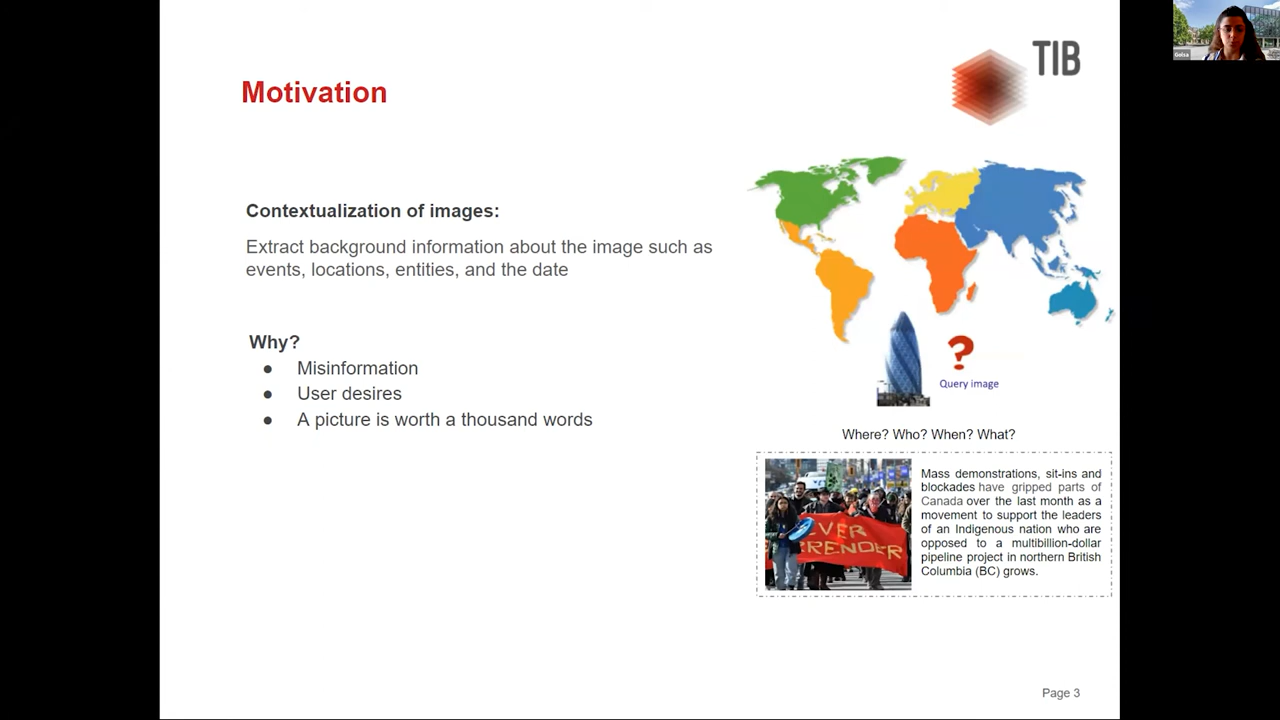 Golsa
TIB
Motivation
Contextualization of images:
Extract background information about the image such as
events, locations, entities, and the date
Why?
● Misinformation
● User desires
● A picture is worth a thousand words
?
Query image
Where? Who? When? What?
EVER
RRENDER
Mass demonstrations, sit-ins and
blockades have gripped parts of
Canada over the last month as a
movement to support the leaders
of an Indigenous nation who are
opposed to a multibillion-dollar
pipeline project in northern British
Columbia (BC) grows.
Page 3